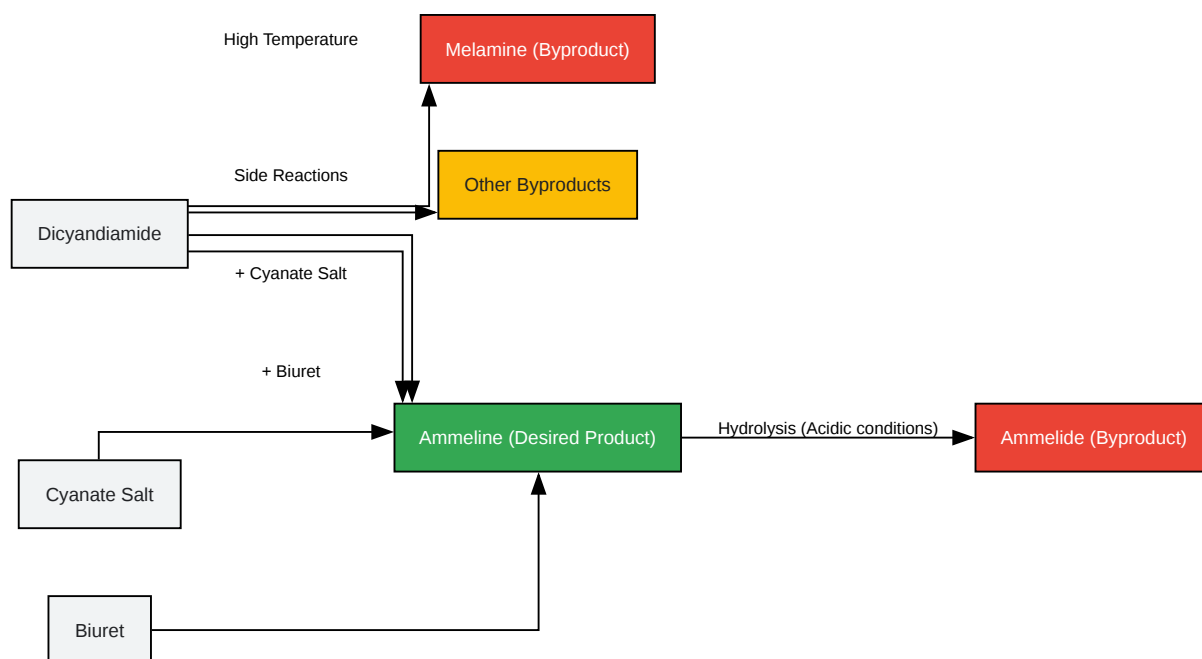 High Temperature
Melamine (Byproduct)
Side Reactions
Other Byproducts
Dicyandiamide
+ Cyanate Salt
+ Biuret
Ammeline (Desired Product)
Hydrolysis (Acidic conditions)
Ammelide (Byproduct)
Cyanate Salt
Biuret